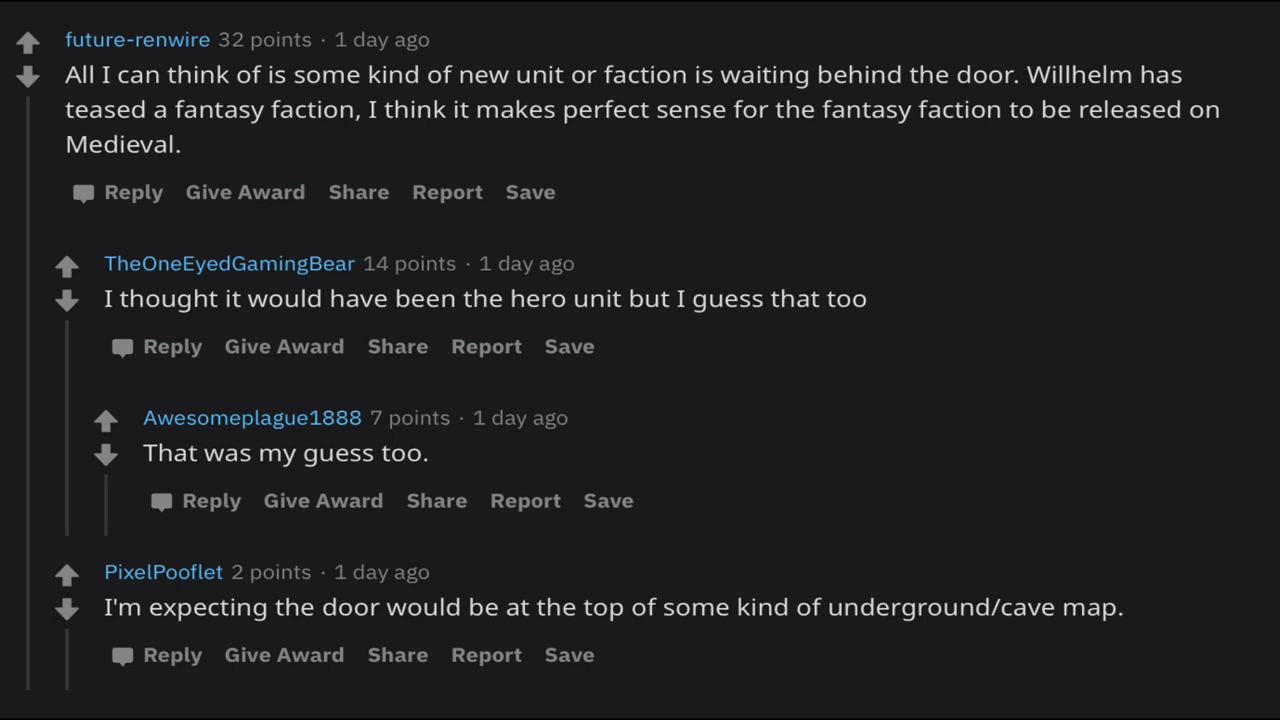 future-renwire 32 points · 1 day ago
All I can think of is some kind of new unit or faction is waiting behind the door. Willhelm has
teased a fantasy faction, I think it makes perfect sense for the fantasy faction to be released on
Medieval.
Reply Give Award Share Report Save
TheOneEyedGamingBear 14 points · 1 day ago
I thought it would have been the hero unit but I guess that too
Reply Give Award Share Report Save
Awesomeplague1888 7 points · 1 day ago
That was my guess too.
Reply Give Award Share Report Save
PixelPooflet 2 points · 1 day ago
I'm expecting the door would be at the top of some kind of underground/cave map.
Reply Give Award Share Report Save